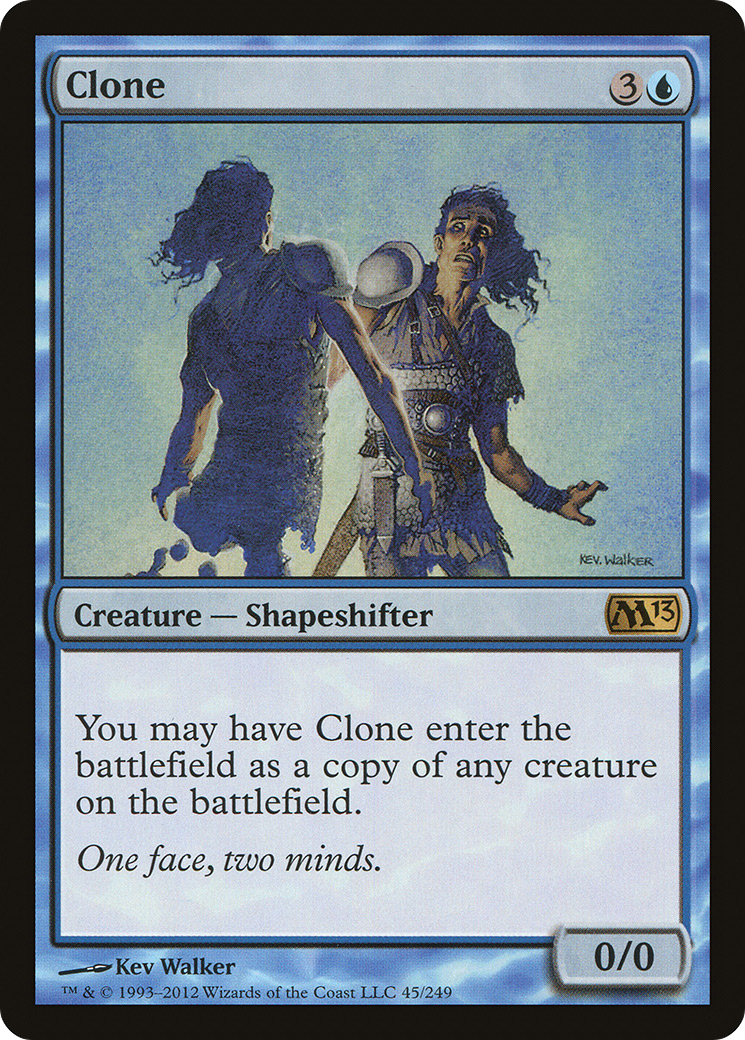 Clone 3
KEV. WALKER
Creature — Shapeshifter M13
You may have Clone enter the
battlefield as a copy of any creature
on the battlefield.
One face, two minds.
0/0
Kev Walker
™ & © 1993–2012 Wizards of the Coast LLC 45/249